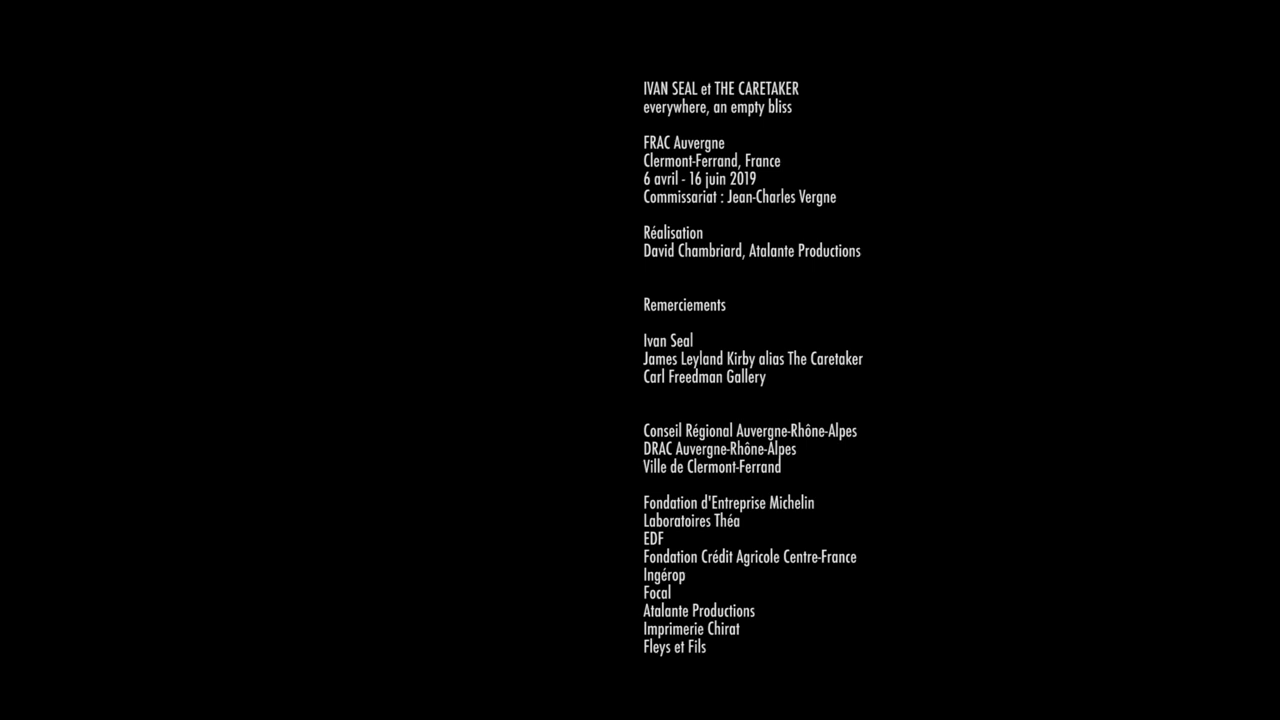 IVAN SEAL et THE CARETAKER
everywhere, an empty bliss
FRAC Auvergne
Clermont-Ferrand, France
6 avril - 16 juin 2019
Commissariat : Jean-Charles Vergne
Réalisation
David Chambriard, Atalante Productions
Remerciements
Ivan Seal
James Leyland Kirby alias The Caretaker
Carl Freedman Gallery
Conseil Régional Auvergne-Rhône-Alpes
DRAC Auvergne-Rhône-Alpes
Ville de Clermont-Ferrand
Fondation d'Entreprise Michelin
Laboratoires Théa
EDF
Fondation Crédit Agricole Centre-France
Ingérop
Focal
Atalante Productions
Imprimerie Chirat
Fleys et Fils